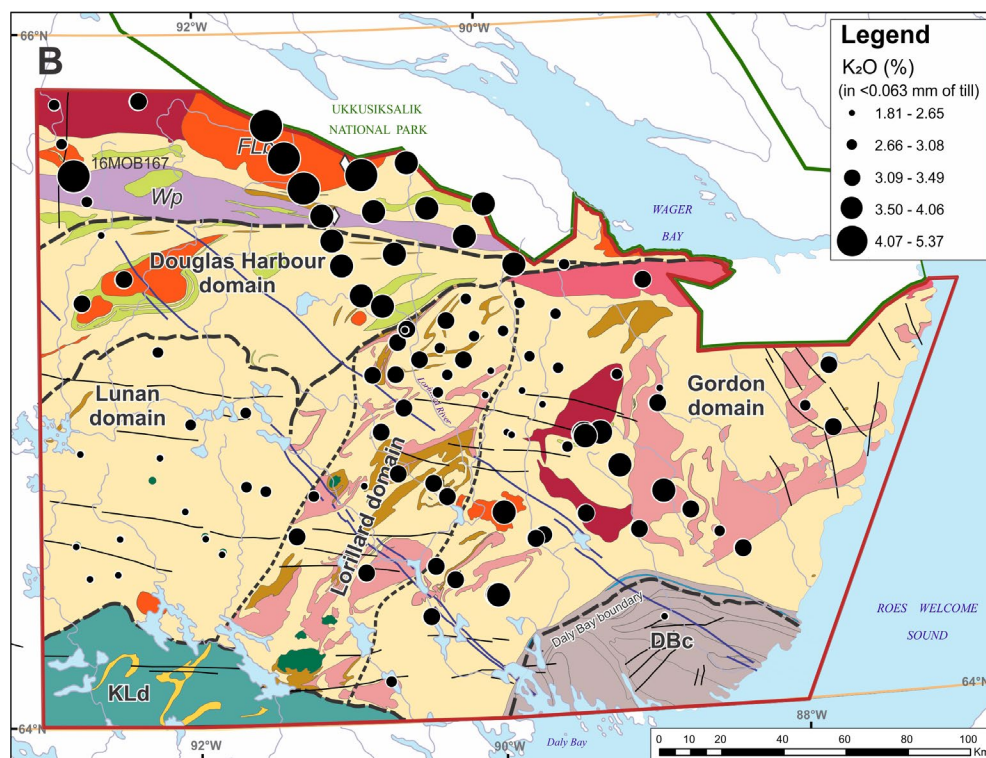 92°W
90°W
66°N
B
Legend
K₂O (%)
(in <0.063 mm of till)
1.81 - 2.65
2.66 - 3.08
3.09 - 3.49
3.50 - 4.06
4.07 - 5.37
UKKUSIKSALIK
NATIONAL PARK
16MOB167
Wp
WAGER
BAY
Douglas Harbour
domain
Lunan
domain
Gordon
domain
Lorillard domain
ROES WELCOME
SOUND
Daly Bay boundary
DBc
KLd
64°N
64°N
92°W
90°W
88°W
Daly Bay
0 10 20 40 60 80 100